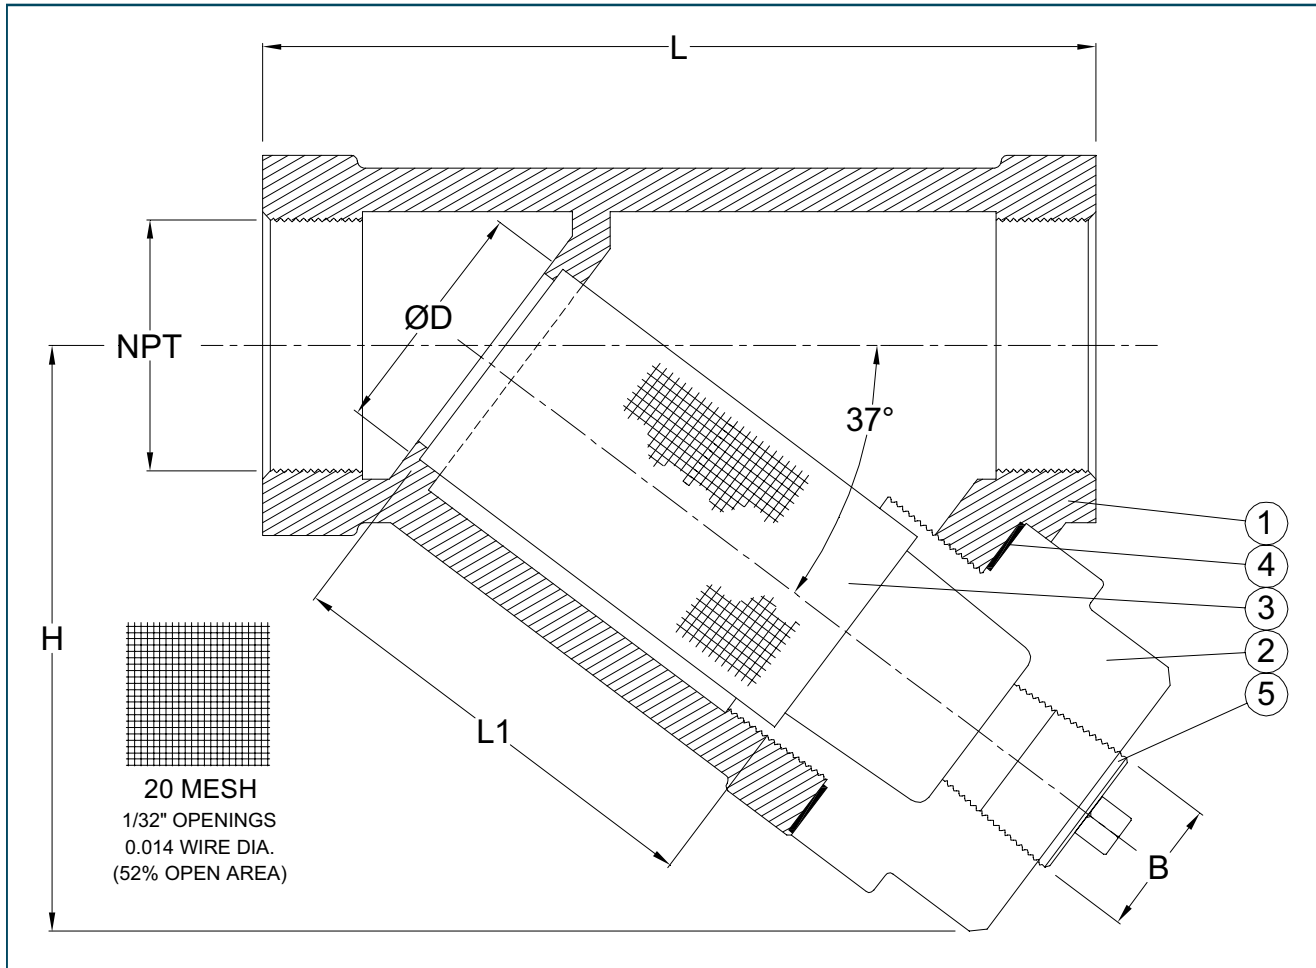 L
ØD
NPT
37°
1
4
3
2
5
H
L1
B
20 MESH
1/32" OPENINGS
0.014 WIRE DIA.
(52% OPEN AREA)